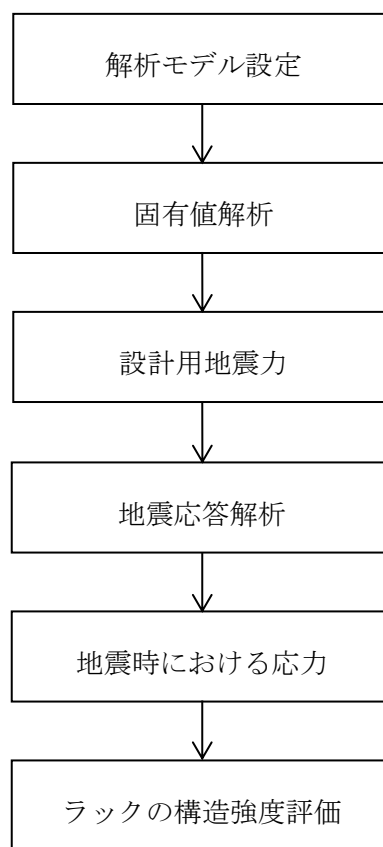 解析モデル設定
固有値解析
設計用地震力
地震応答解析
地震時における応力
ラックの構造強度評価